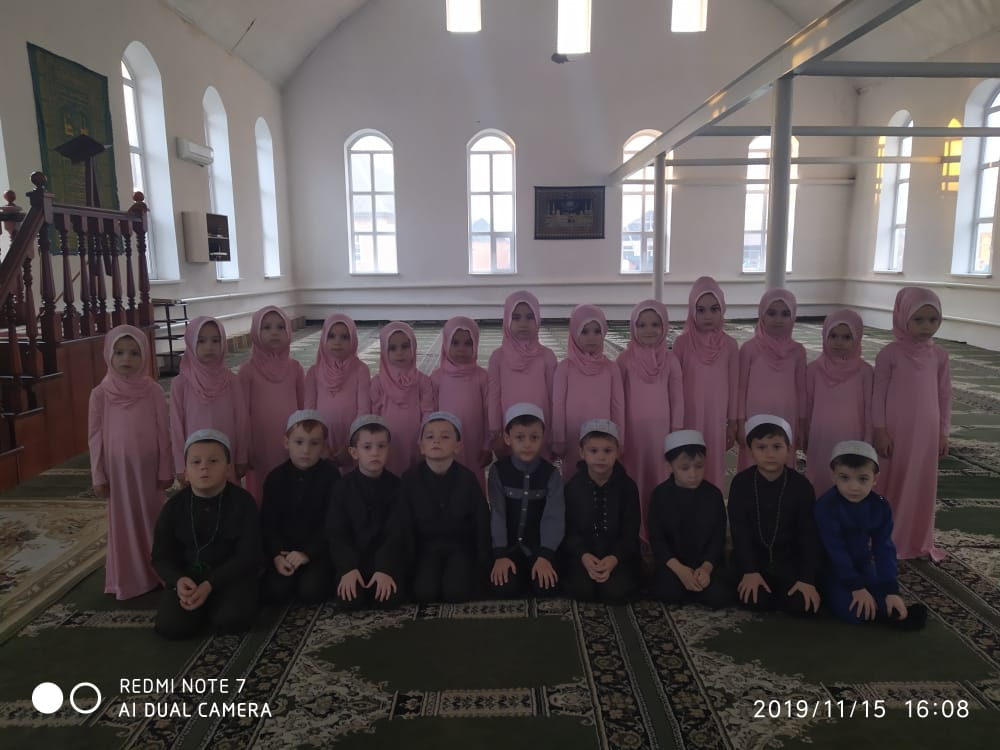 REDMI NOTE 7
AI DUAL CAMERA
2019/11/15 16:08